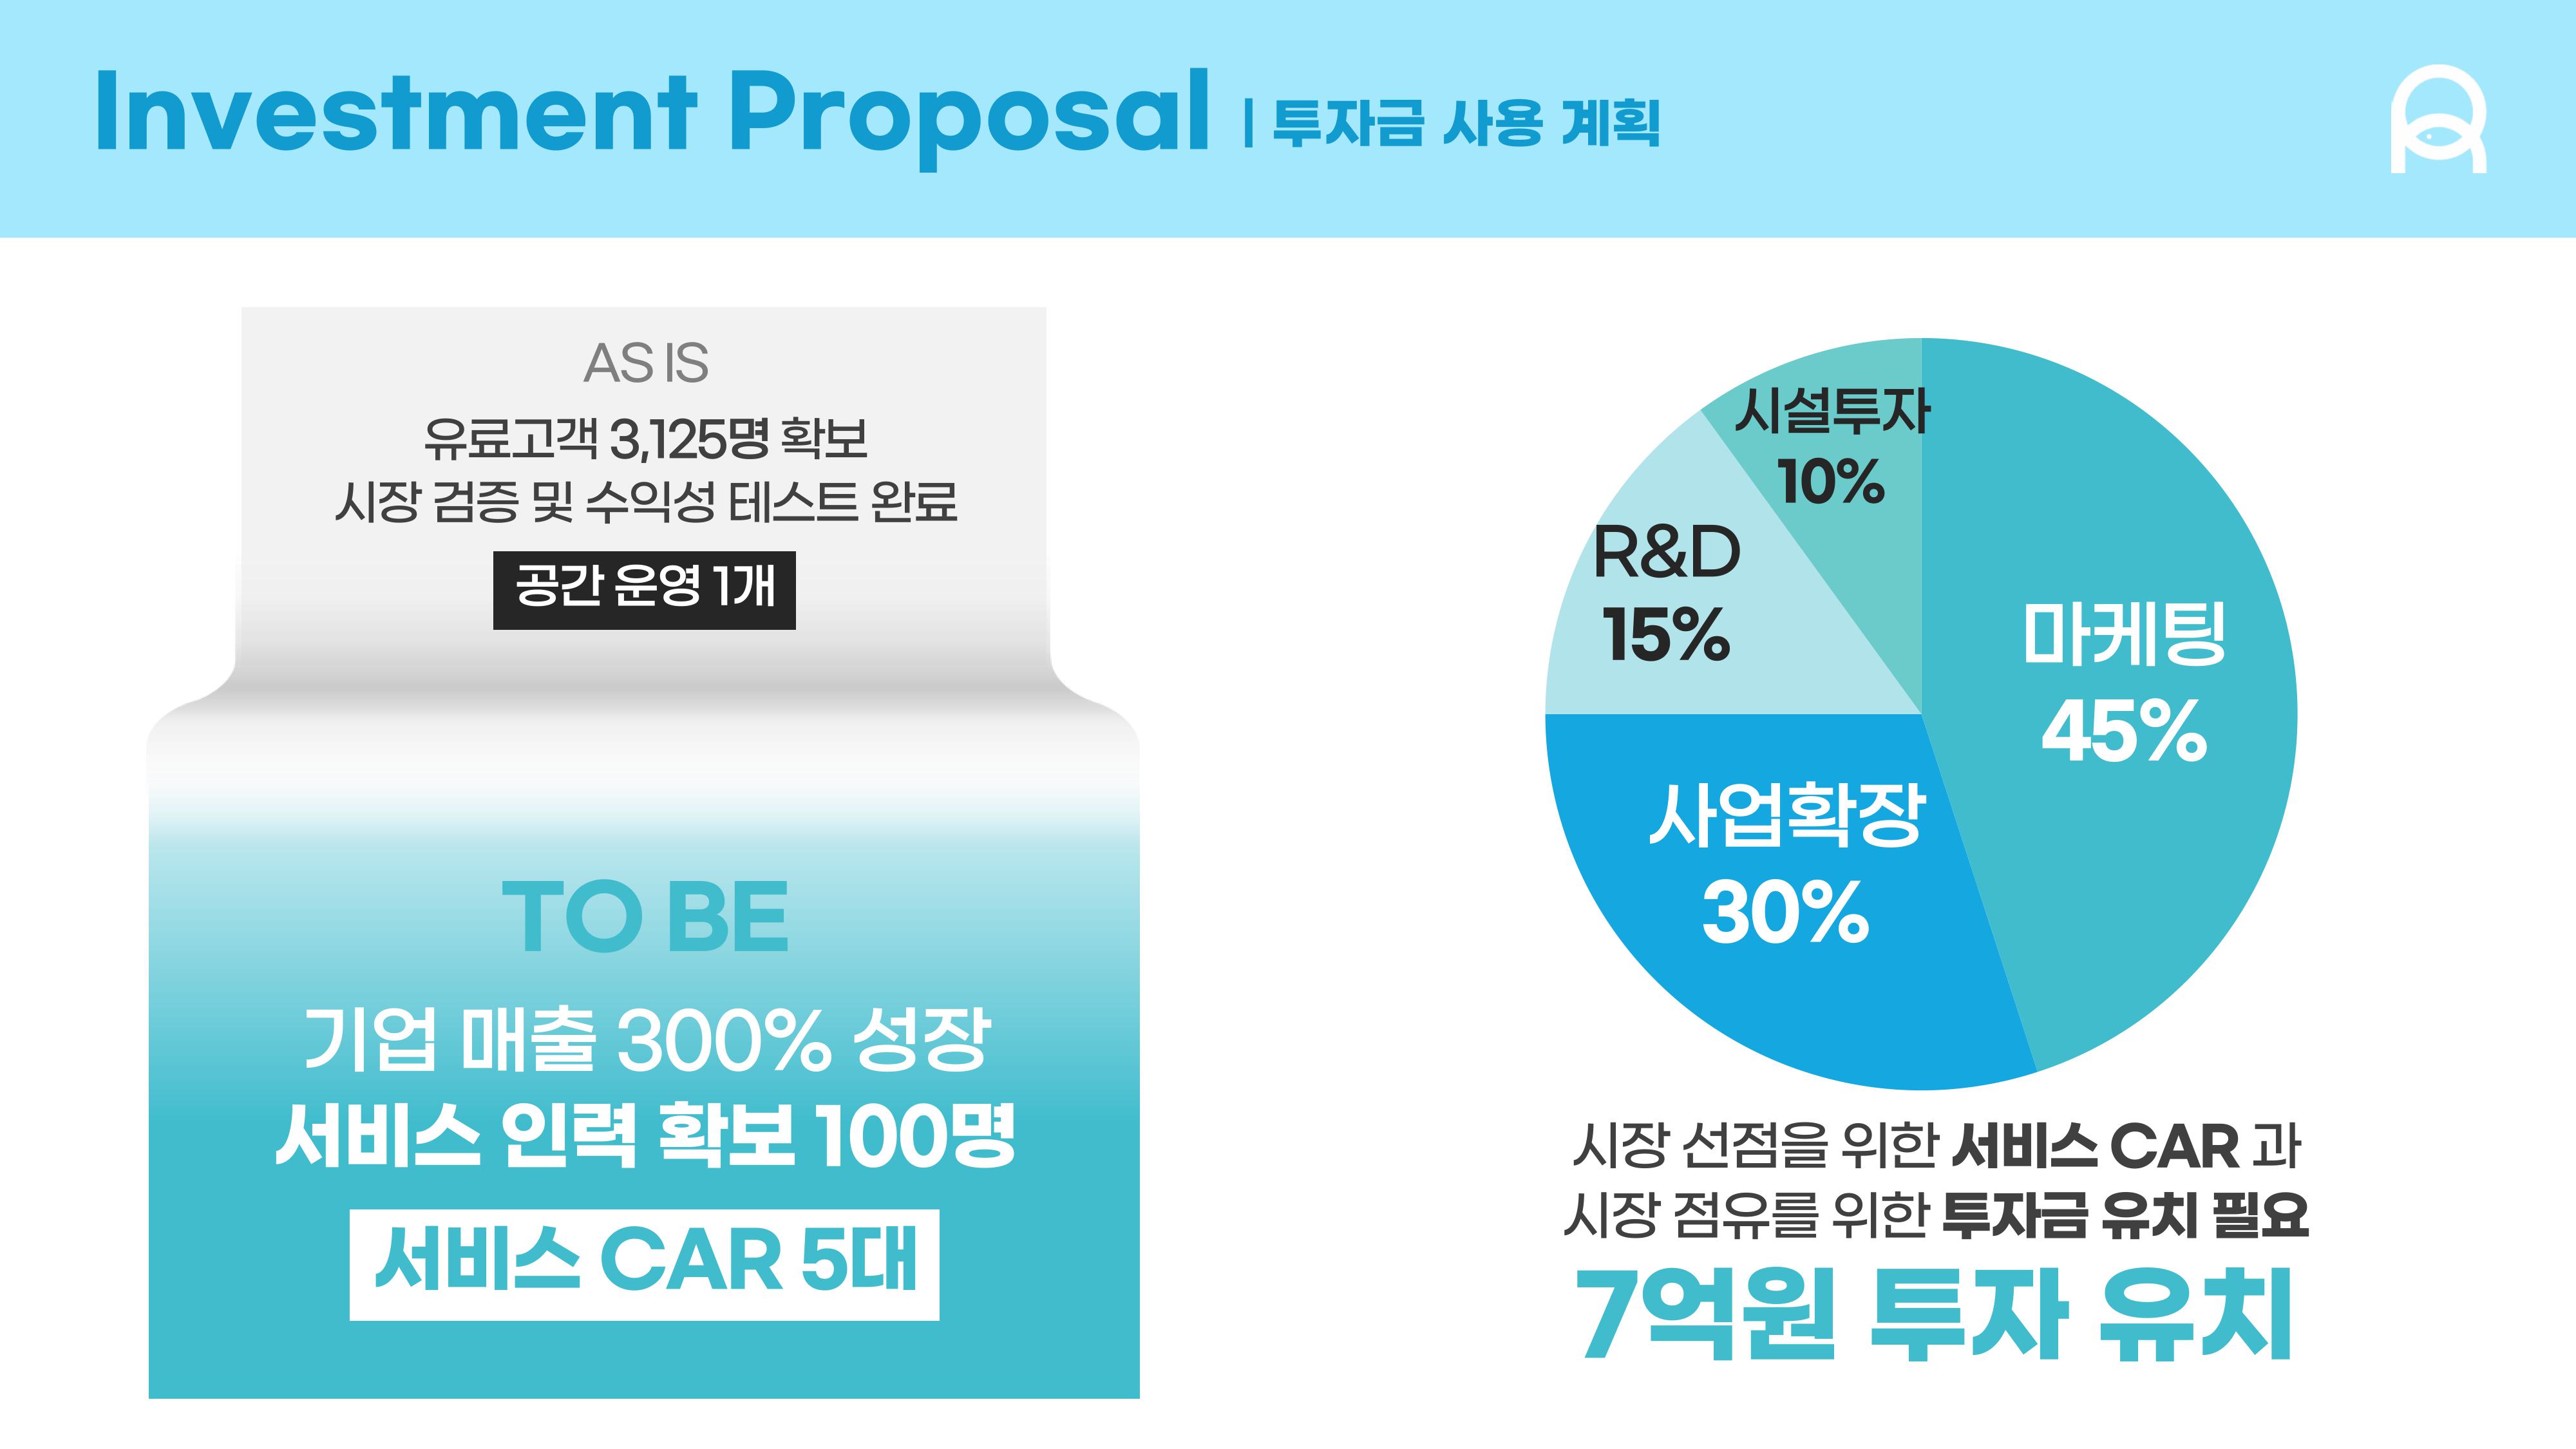 Investment Proposal | 투자금 사용 계획
AS IS
유료고객 3,125명 확보
시장 검증 및 수익성 테스트 완료
공간 운영 1개
TO BE
기업 매출 300% 성장
서비스 인력 확보 100명
서비스 CAR 5대
시설투자
10%
R&D
15%
마케팅
45%
사업확장
30%
시장 선점을 위한 서비스 CAR 과
시장 점유를 위한 투자금 유치 필요
7억원 투자 유치